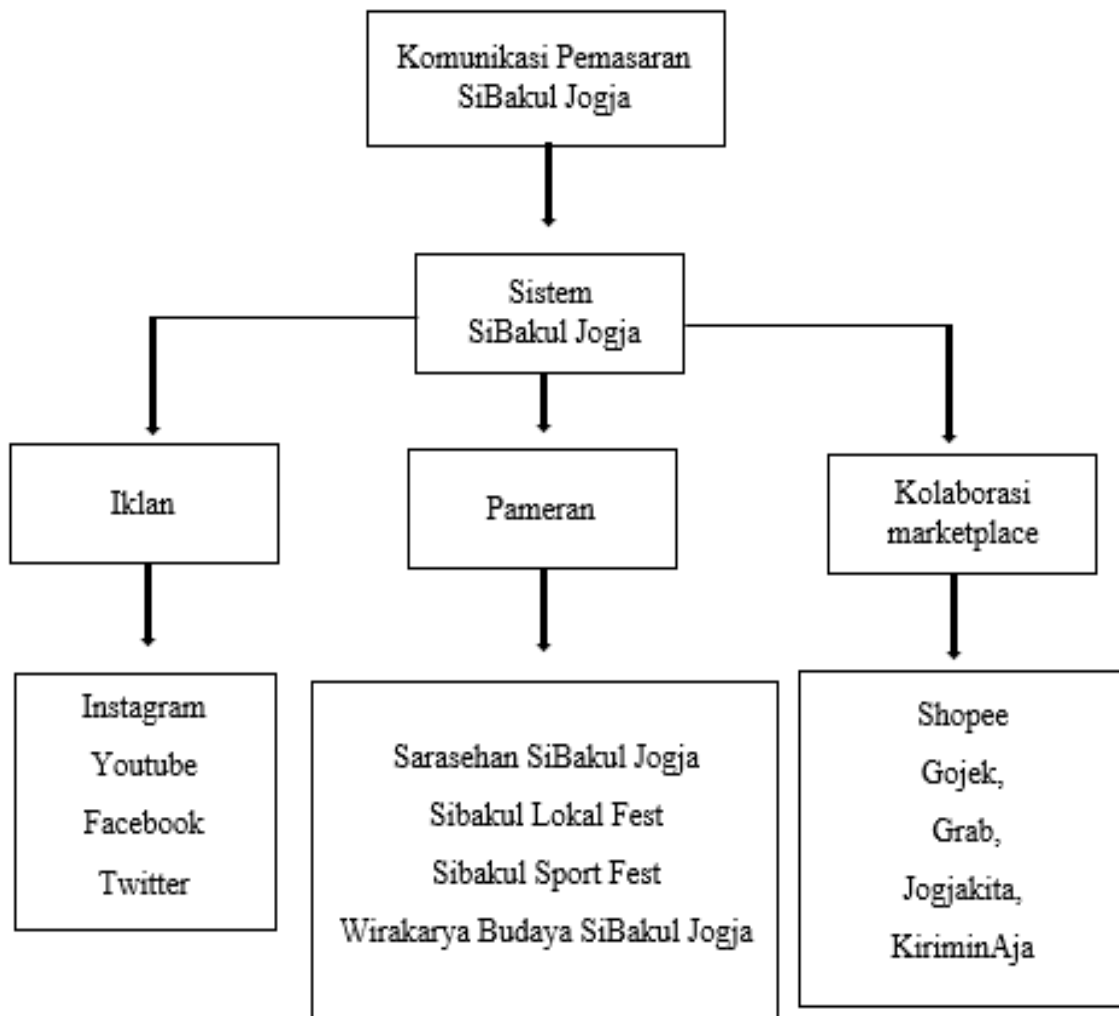 Komunikasi Pemasaran
SiBakul Jogja
Sistem
SiBakul Jogja
Iklan
Pameran
Kolaborasi
marketplace
Instagram
Youtube
Facebook
Twitter
Sarasehan SiBakul Jogja
Sibakul Lokal Fest
Sibakul Sport Fest
Wirakarya Budaya SiBakul Jogja
Shopee
Gojek,
Grab,
Jogjakita,
KiriminAja